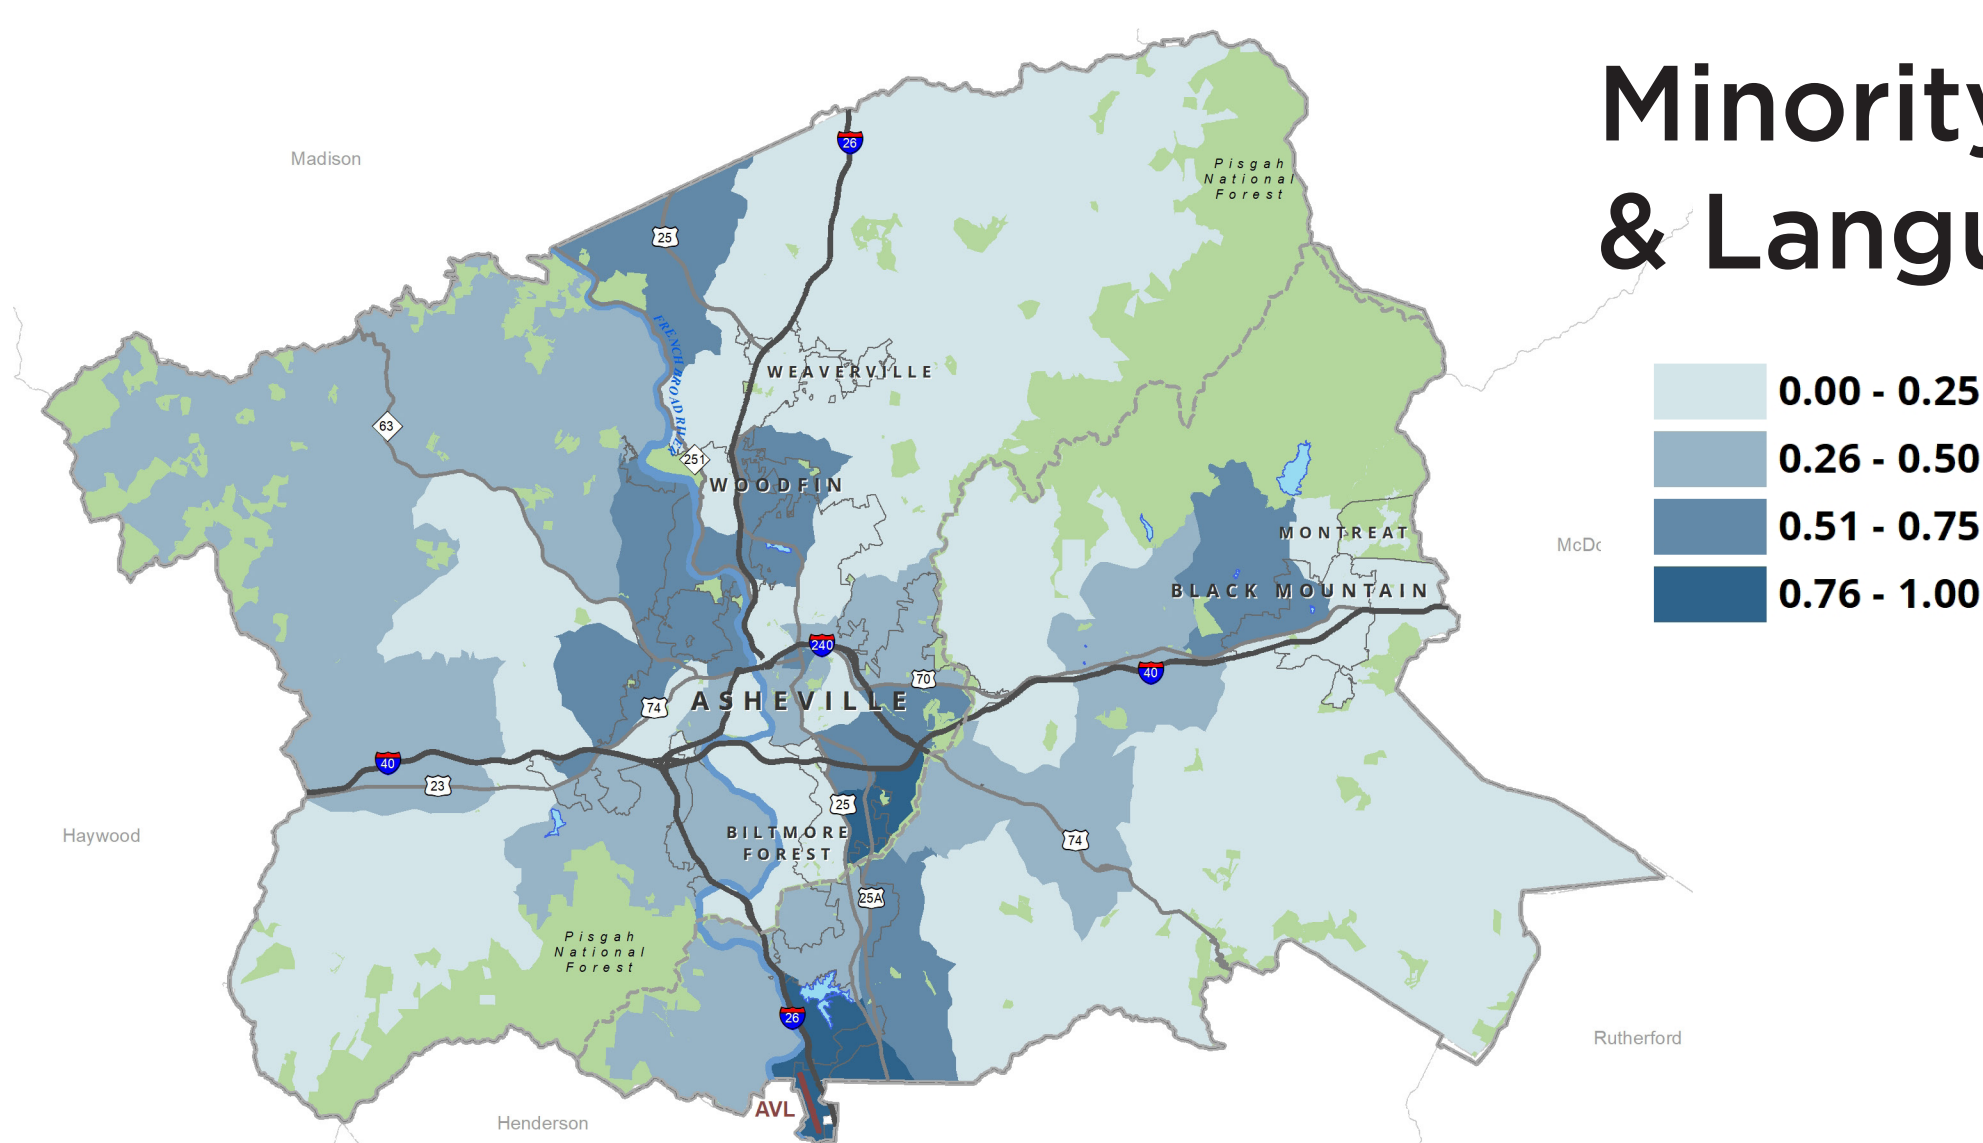 Minority
& Langu
0.00 - 0.25
0.26 - 0.50
0.51 - 0.75
0.76 - 1.00
Madison
26
Pisgah
National
Forest
25
FRENCH BROAD RIVER
WEAVERVILLE
63
251
WOODFIN
MONTREAT
McDc
BLACK MOUNTAIN
240
40
70
74
ASHEVILLE
40
23
25
Haywood
BILTMORE
FOREST
74
25A
Pisgah
National
Forest
26
Rutherford
AVL
Henderson